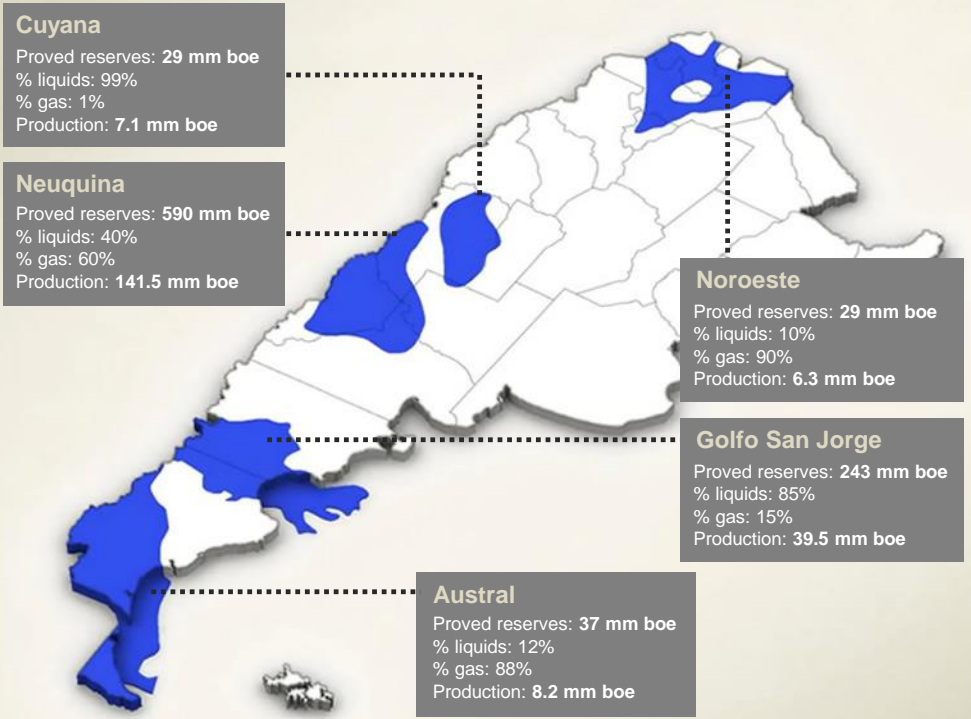 Cuyana
Proved reserves: 29 mm boe
% liquids: 99%
% gas: 1%
Production: 7.1 mm boe
Neuquina
Proved reserves: 590 mm boe
% liquids: 40%
% gas: 60%
Production: 141.5 mm boe
Noroeste
Proved reserves: 29 mm boe
% liquids: 10%
% gas: 90%
Production: 6.3 mm boe
Golfo San Jorge
Proved reserves: 243 mm boe
% liquids: 85%
% gas: 15%
Production: 39.5 mm boe
Austral
Proved reserves: 37 mm boe
% liquids: 12%
% gas: 88%
Production: 8.2 mm boe